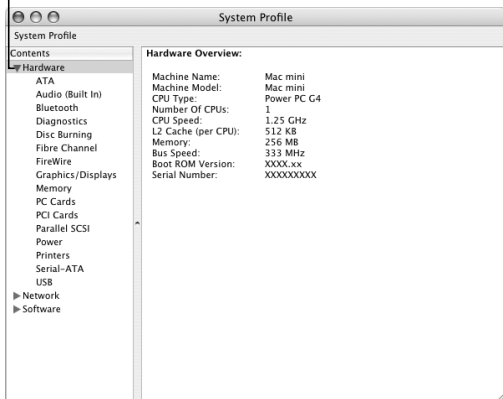 System Profile
System Profile
Contents
Hardware
ATA
Audio (Built In)
Bluetooth
Diagnostics
Disc Burning
Fibre Channel
FireWire
Graphics/Displays
Memory
PC Cards
PCI Cards
Parallel SCSI
Power
Printers
Serial-ATA
USB
Network
Software
Hardware Overview:
Machine Name: Mac mini
Machine Model: Mac mini
CPU Type: Power PC G4
Number Of CPUs: 1
CPU Speed: 1.25 GHz
L2 Cache (per CPU): 512 KB
Memory: 256 MB
Bus Speed: 333 MHz
Boot ROM Version: XXXX.xx
Serial Number: XXXXXXXXX